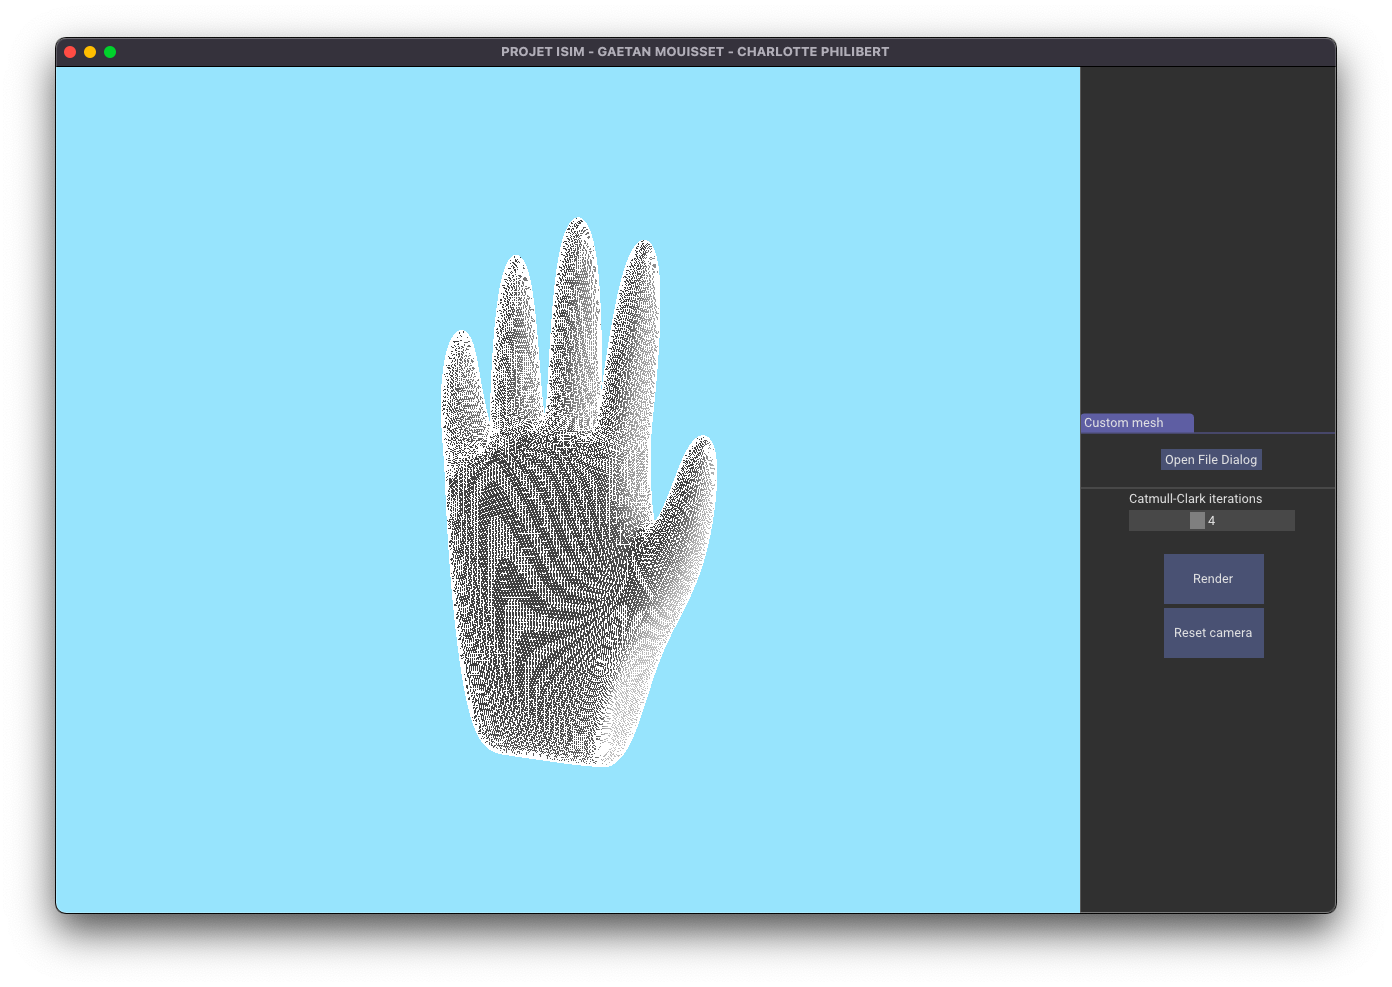 PROJET ISIM - GAETAN MOUISSET - CHARLOTTE PHILIBERT
Custom mesh
Open File Dialog
Catmull-Clark iterations
4
Render
Reset camera